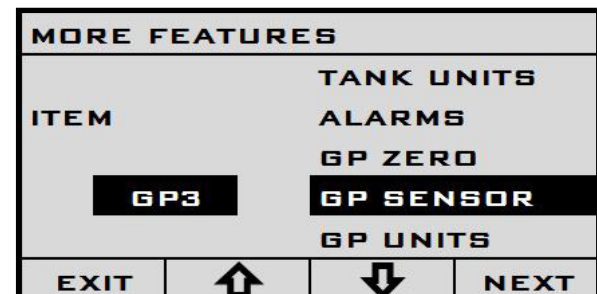 MORE FEATURES
TANK UNITS
ITEM ALARMS
GP ZERO
GP3 GP SENSOR
GP UNITS
EXIT NEXT